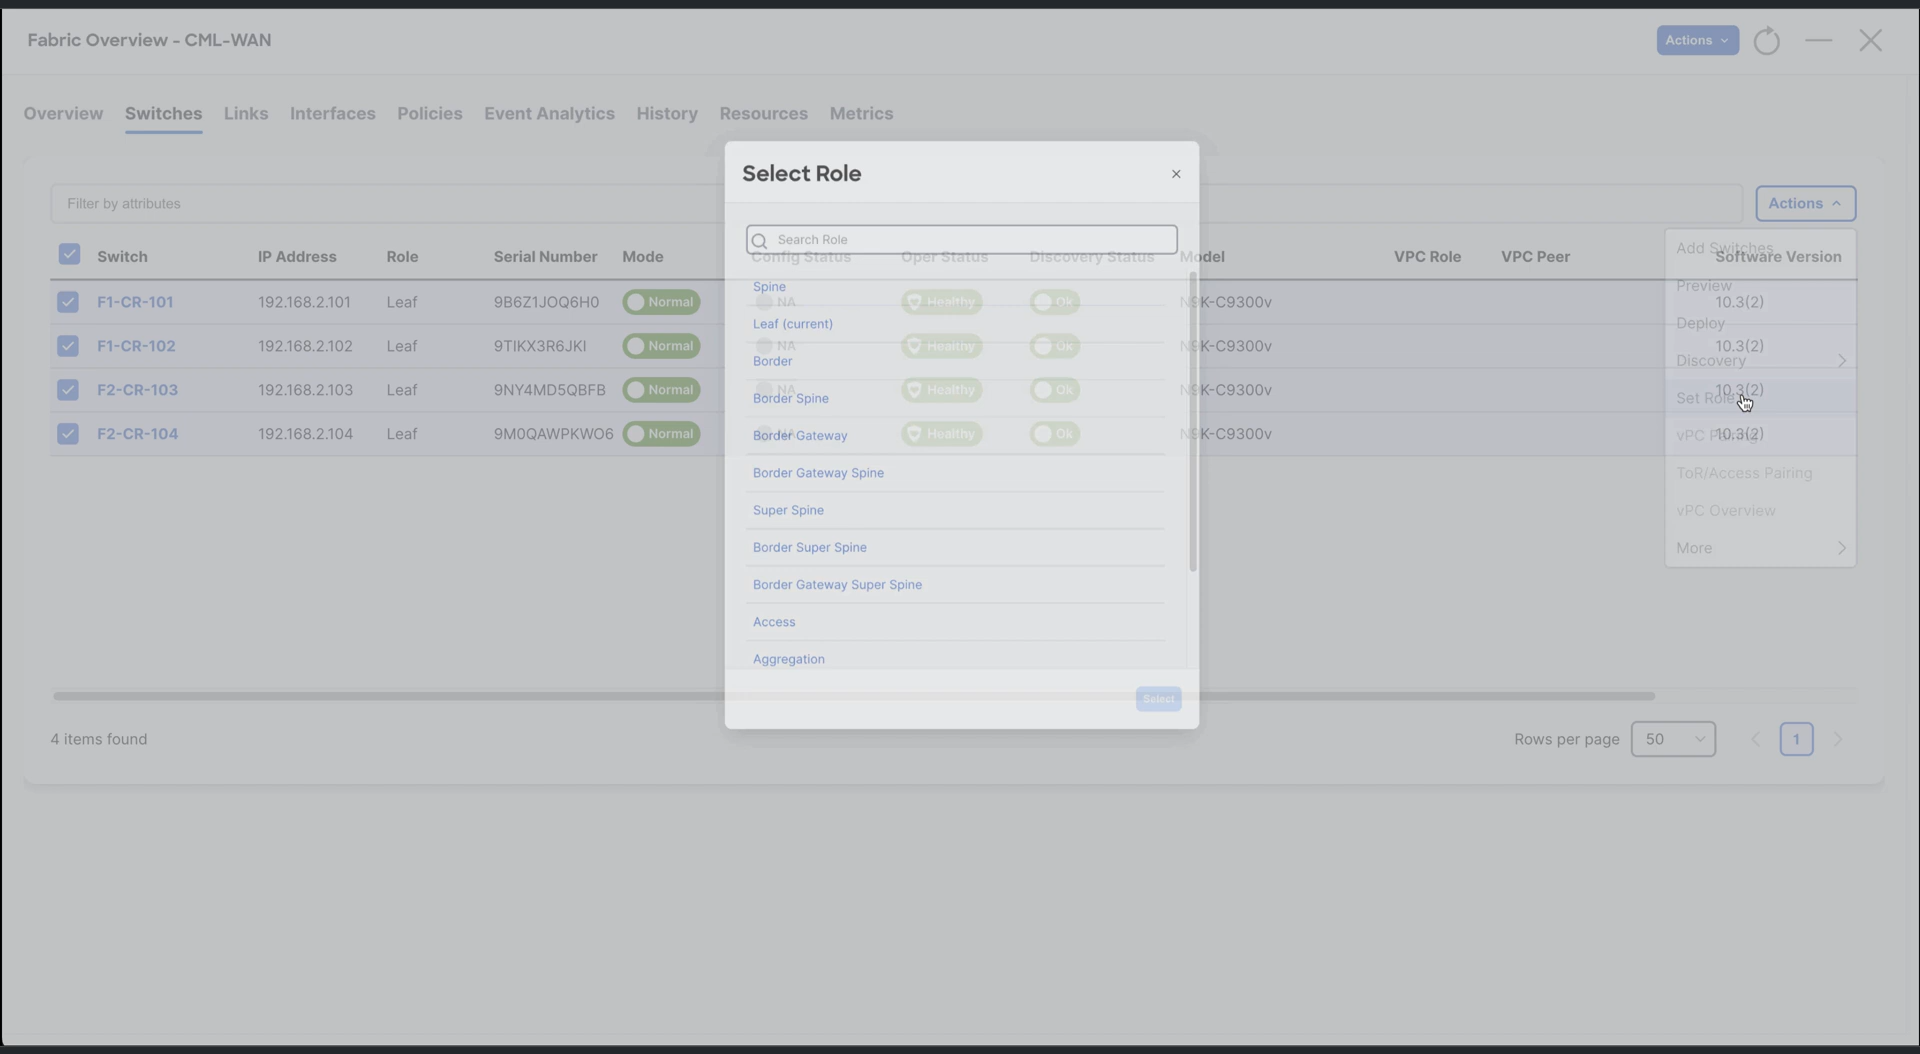 Fabric Overview - CML-WAN
Actions
Overview Switches Links Interfaces Policies Event Analytics History Resources Metrics
Filter by attributes
Actions
Switch IP Address Role Serial Number Mode Config Status Oper Status Discovery Status Model VPC Role VPC Peer Software Version
F1-CR-101 192.168.2.101 Leaf 9B6Z1JOQ6H0 Normal NA Healthy Ok N9K-C9300v 10.3(2)
F1-CR-102 192.168.2.102 Leaf 9TIKX3R6JKI Normal NA Healthy Ok N9K-C9300v 10.3(2)
F2-CR-103 192.168.2.103 Leaf 9NY4MD5QBFB Normal NA Healthy Ok N9K-C9300v 10.3(2)
F2-CR-104 192.168.2.104 Leaf 9M0QAWPKWO6 Normal NA Healthy Ok N9K-C9300v 10.3(2)
Select Role
Search Role
Spine
Leaf (current)
Border
Border Spine
Border Gateway
Border Gateway Spine
Super Spine
Border Super Spine
Border Gateway Super Spine
Access
Aggregation
Select
Add Switches
Preview
Deploy
Discovery
Set Role
vPC Pairing
ToR/Access Pairing
vPC Overview
More
4 items found
Rows per page 50 1